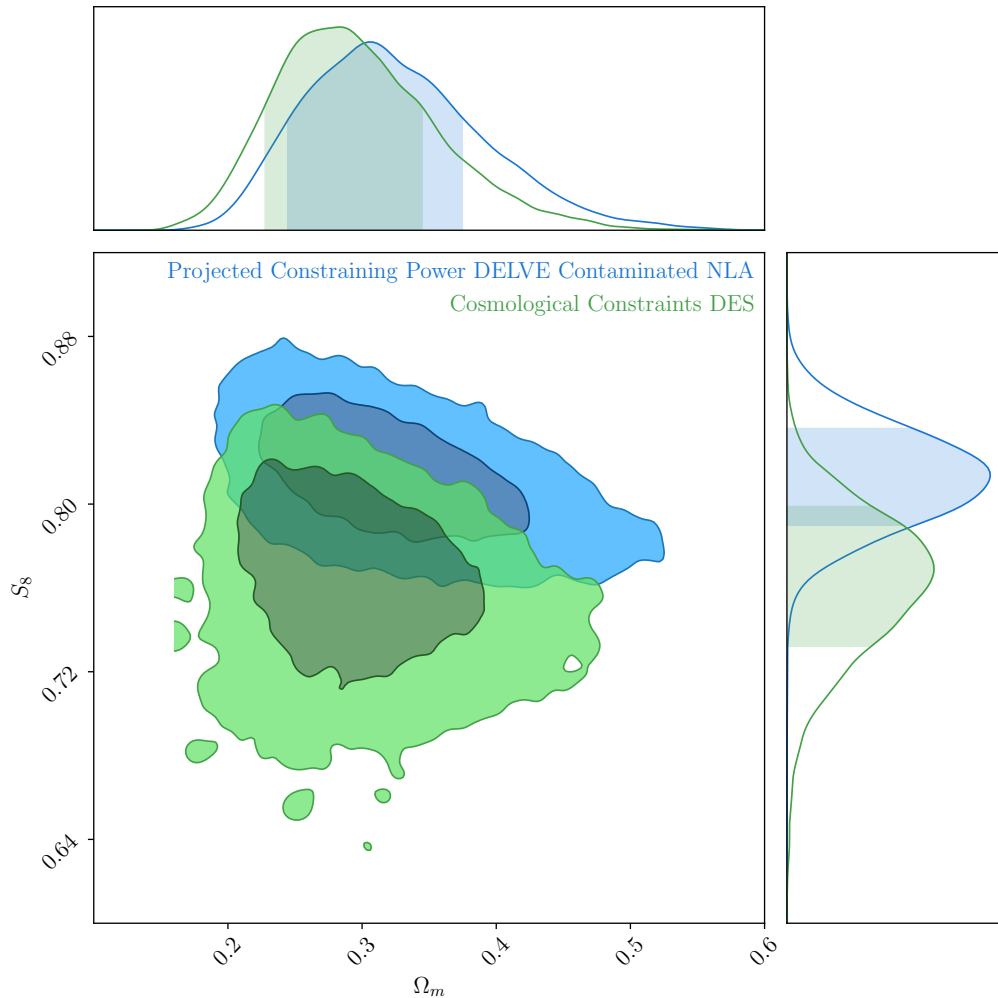 Projected Constraining Power DELVE Contaminated NLA
Cosmological Constraints DES
0.88
0.80
0.72
0.64
S₈
0.2 0.3 0.4 0.5 0.6
Ωₘ